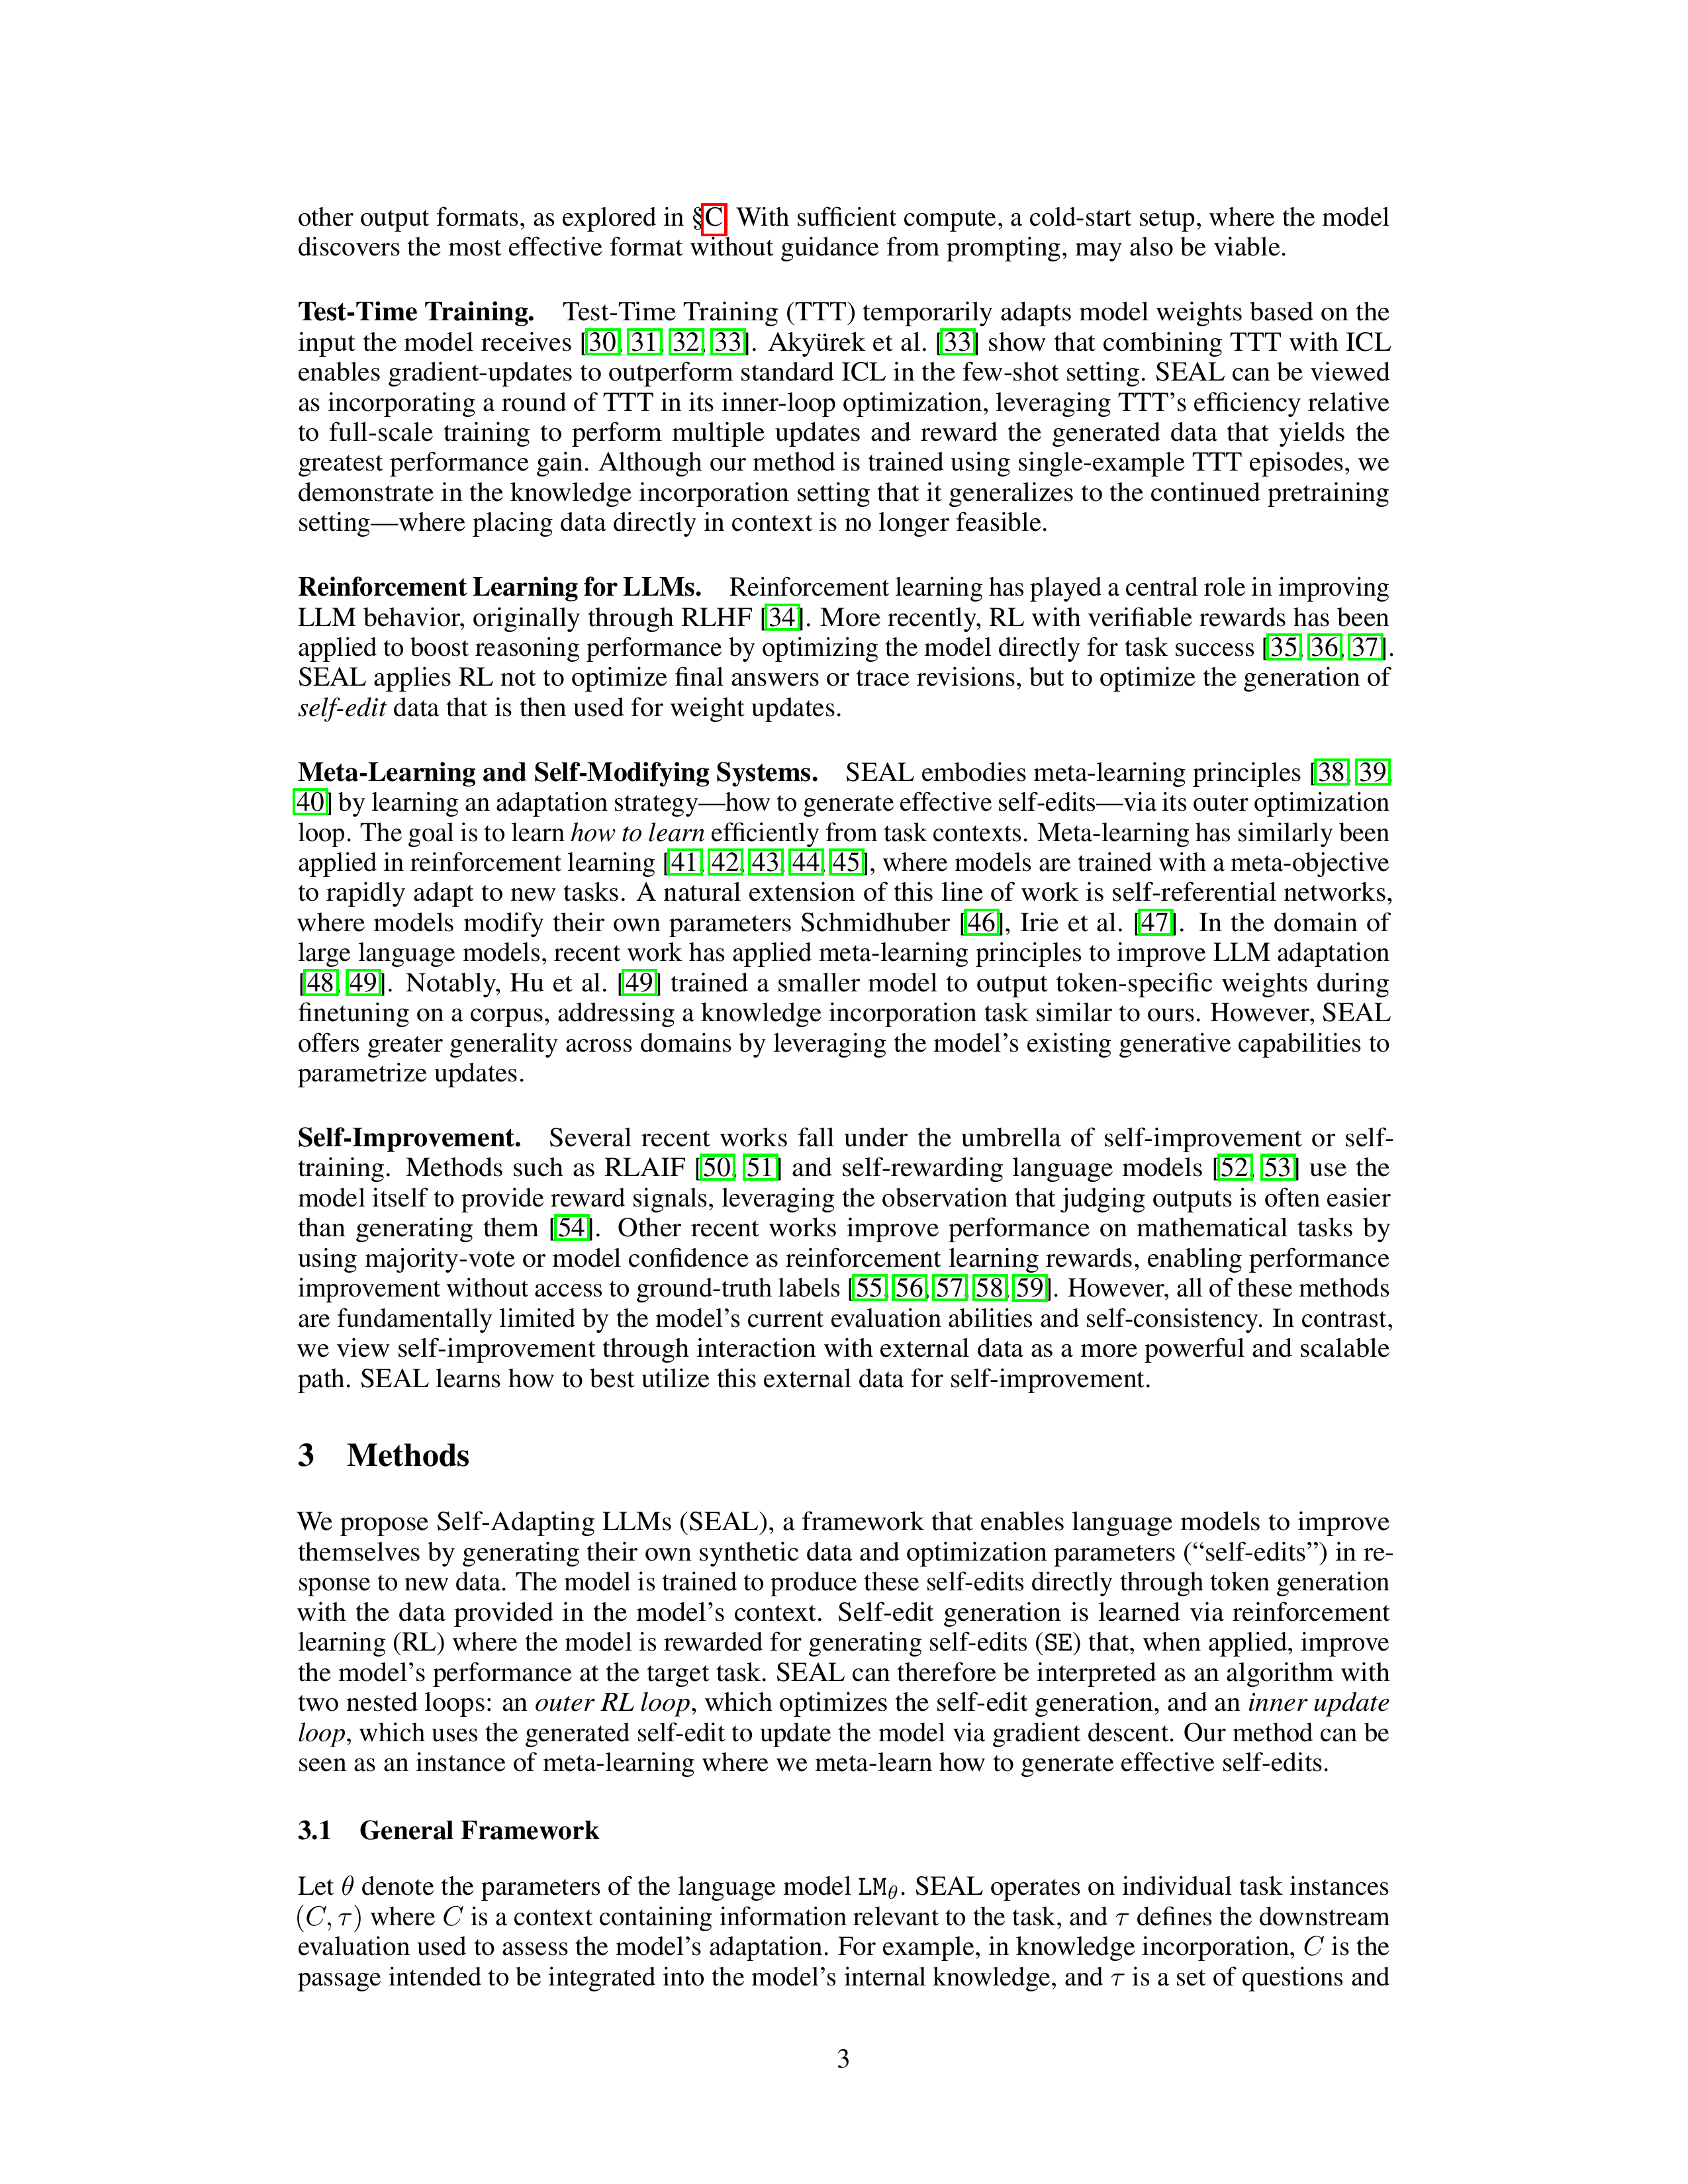 other output formats, as explored in §C. With sufficient compute, a cold-start setup, where the model
discovers the most effective format without guidance from prompting, may also be viable.
Test-Time Training. Test-Time Training (TTT) temporarily adapts model weights based on the
input the model receives [30, 31, 32, 33]. Akyürek et al. [33] show that combining TTT with ICL
enables gradient-updates to outperform standard ICL in the few-shot setting. SEAL can be viewed
as incorporating a round of TTT in its inner-loop optimization, leveraging TTT's efficiency relative
to full-scale training to perform multiple updates and reward the generated data that yields the
greatest performance gain. Although our method is trained using single-example TTT episodes, we
demonstrate in the knowledge incorporation setting that it generalizes to the continued pretraining
setting—where placing data directly in context is no longer feasible.
Reinforcement Learning for LLMs. Reinforcement learning has played a central role in improving
LLM behavior, originally through RLHF [34]. More recently, RL with verifiable rewards has been
applied to boost reasoning performance by optimizing the model directly for task success [35, 36, 37].
SEAL applies RL not to optimize final answers or trace revisions, but to optimize the generation of
self-edit data that is then used for weight updates.
Meta-Learning and Self-Modifying Systems. SEAL embodies meta-learning principles [38, 39,
40] by learning an adaptation strategy—how to generate effective self-edits—via its outer optimization
loop. The goal is to learn how to learn efficiently from task contexts. Meta-learning has similarly been
applied in reinforcement learning [41, 42, 43, 44, 45], where models are trained with a meta-objective
to rapidly adapt to new tasks. A natural extension of this line of work is self-referential networks,
where models modify their own parameters Schmidhuber [46], Irie et al. [47]. In the domain of
large language models, recent work has applied meta-learning principles to improve LLM adaptation
[48, 49]. Notably, Hu et al. [49] trained a smaller model to output token-specific weights during
finetuning on a corpus, addressing a knowledge incorporation task similar to ours. However, SEAL
offers greater generality across domains by leveraging the model's existing generative capabilities to
parametrize updates.
Self-Improvement. Several recent works fall under the umbrella of self-improvement or self-
training. Methods such as RLAIF [50, 51] and self-rewarding language models [52, 53] use the
model itself to provide reward signals, leveraging the observation that judging outputs is often easier
than generating them [54]. Other recent works improve performance on mathematical tasks by
using majority-vote or model confidence as reinforcement learning rewards, enabling performance
improvement without access to ground-truth labels [55, 56, 57, 58, 59]. However, all of these methods
are fundamentally limited by the model's current evaluation abilities and self-consistency. In contrast,
we view self-improvement through interaction with external data as a more powerful and scalable
path. SEAL learns how to best utilize this external data for self-improvement.
3 Methods
We propose Self-Adapting LLMs (SEAL), a framework that enables language models to improve
themselves by generating their own synthetic data and optimization parameters (“self-edits”) in re-
sponse to new data. The model is trained to produce these self-edits directly through token generation
with the data provided in the model's context. Self-edit generation is learned via reinforcement
learning (RL) where the model is rewarded for generating self-edits (SE) that, when applied, improve
the model's performance at the target task. SEAL can therefore be interpreted as an algorithm with
two nested loops: an outer RL loop, which optimizes the self-edit generation, and an inner update
loop, which uses the generated self-edit to update the model via gradient descent. Our method can be
seen as an instance of meta-learning where we meta-learn how to generate effective self-edits.
3.1 General Framework
Let θ denote the parameters of the language model LMθ. SEAL operates on individual task instances
(C, τ) where C is a context containing information relevant to the task, and τ defines the downstream
evaluation used to assess the model's adaptation. For example, in knowledge incorporation, C is the
passage intended to be integrated into the model's internal knowledge, and τ is a set of questions and
3